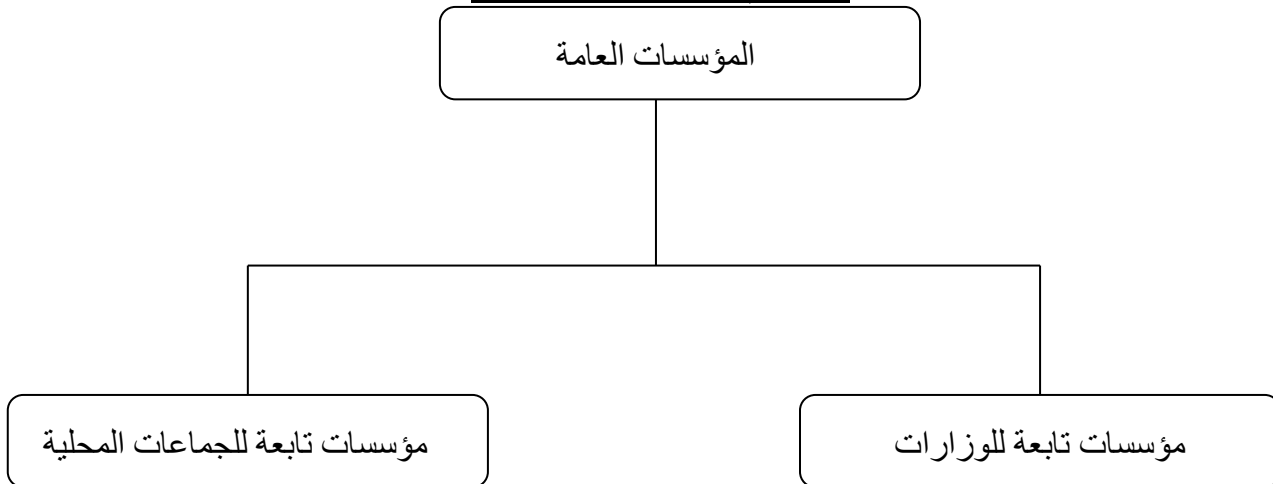 المؤسسات العامة
مؤسسات تابعة للوزارات
مؤسسات تابعة للجماعات المحلية